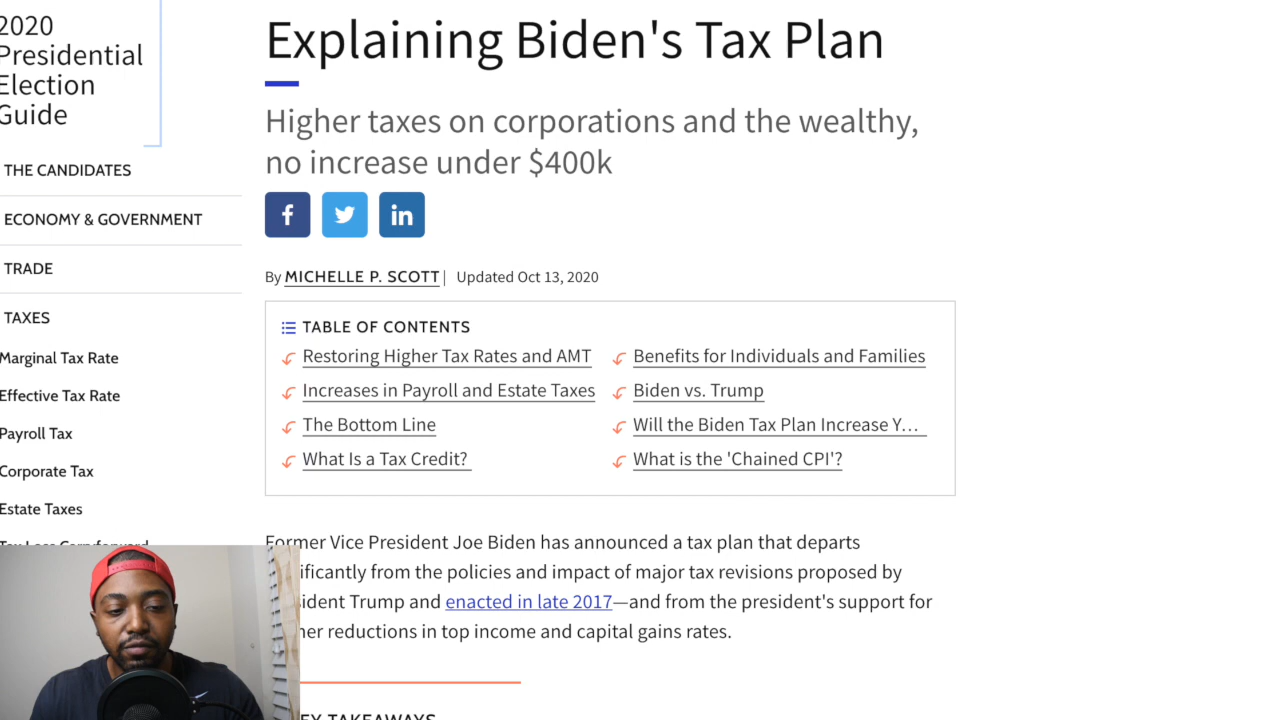 2020
Presidential
Election
Guide
THE CANDIDATES
ECONOMY & GOVERNMENT
TRADE
TAXES
Marginal Tax Rate
Effective Tax Rate
Payroll Tax
Corporate Tax
Estate Taxes
Explaining Biden's Tax Plan
Higher taxes on corporations and the wealthy,
no increase under $400k
f
in
By MICHELLE P. SCOTT | Updated Oct 13, 2020
TABLE OF CONTENTS
Restoring Higher Tax Rates and AMT
Benefits for Individuals and Families
Increases in Payroll and Estate Taxes
Biden vs. Trump
The Bottom Line
Will the Biden Tax Plan Increase Y…
What Is a Tax Credit?
What is the 'Chained CPI'?
Former Vice President Joe Biden has announced a tax plan that departs
ificantly from the policies and impact of major tax revisions proposed by
ident Trump and enacted in late 2017—and from the president's support for
her reductions in top income and capital gains rates.
EY TAKEAWAYS